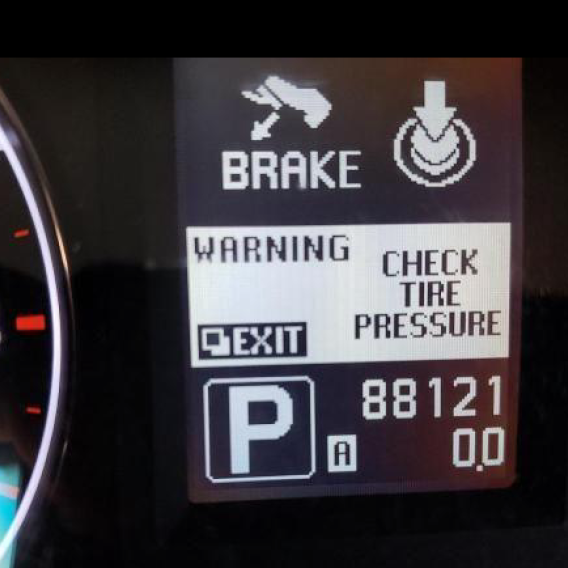 BRAKE
WARNING
CHECK
TIRE
PRESSURE
EXIT
P
88121
A
0.0